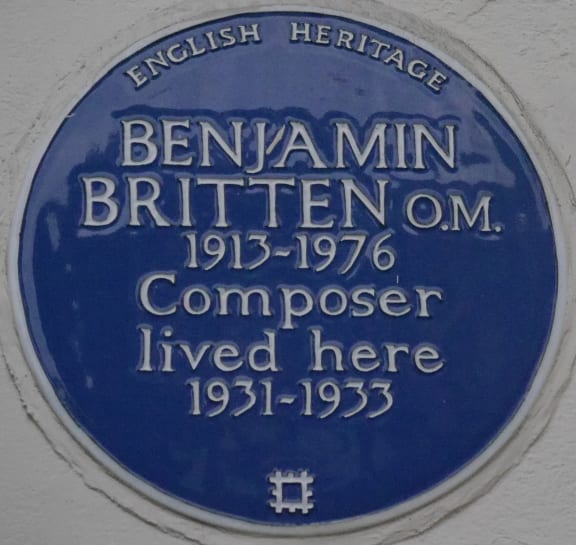 ENGLISH HERITAGE
BENJAMIN
BRITTEN O.M.
1913-1976
Composer
lived here
1931-1933